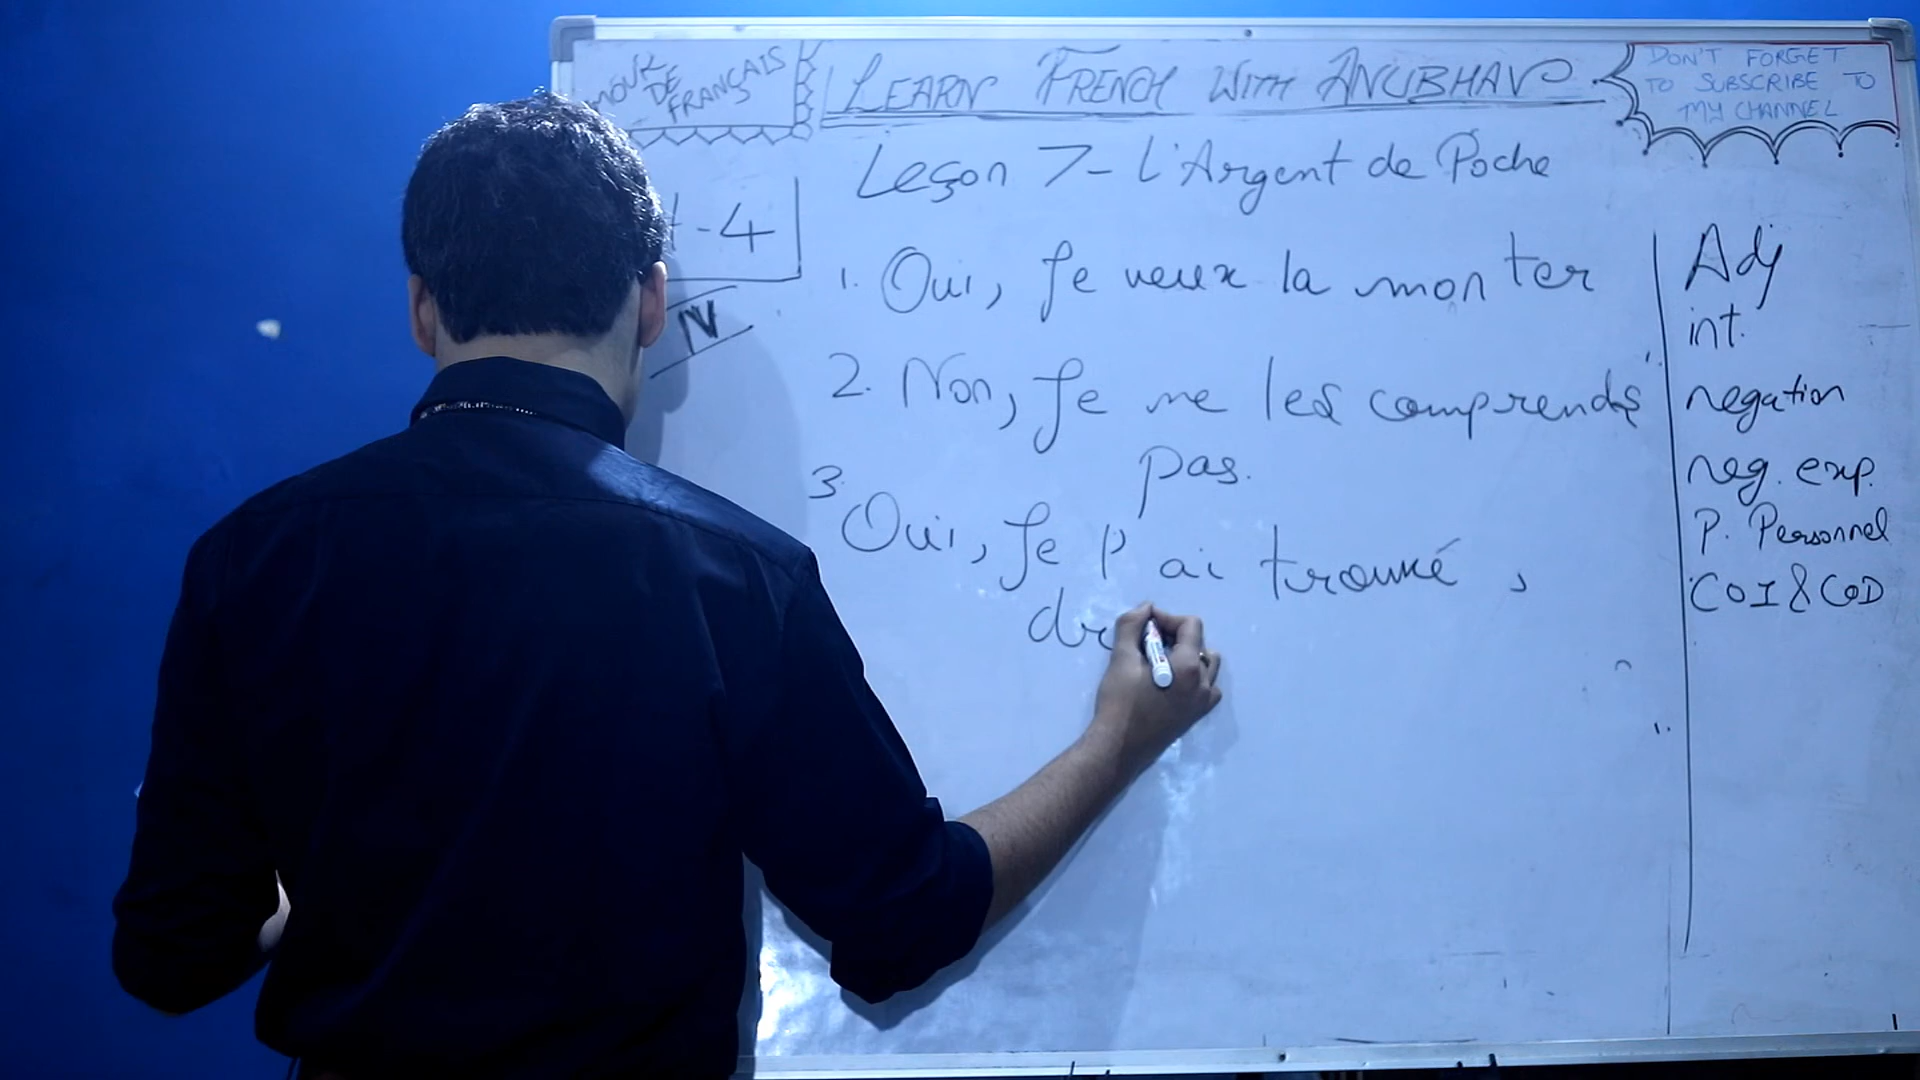 DE
FRANÇAIS
LEARN FRENCH WITH ANUBHAV
DON'T FORGET
TO SUBSCRIBE TO
MY CHANNEL
Leçon 7- L'Argent de Poche
-4
IV
1. Oui, Je veux la monter
2. Non, Je ne les comprends
pas.
3. Oui, Je l'ai trouvé,
Adj
int.
negation
neg. exp.
P. Personnel
COI & COD